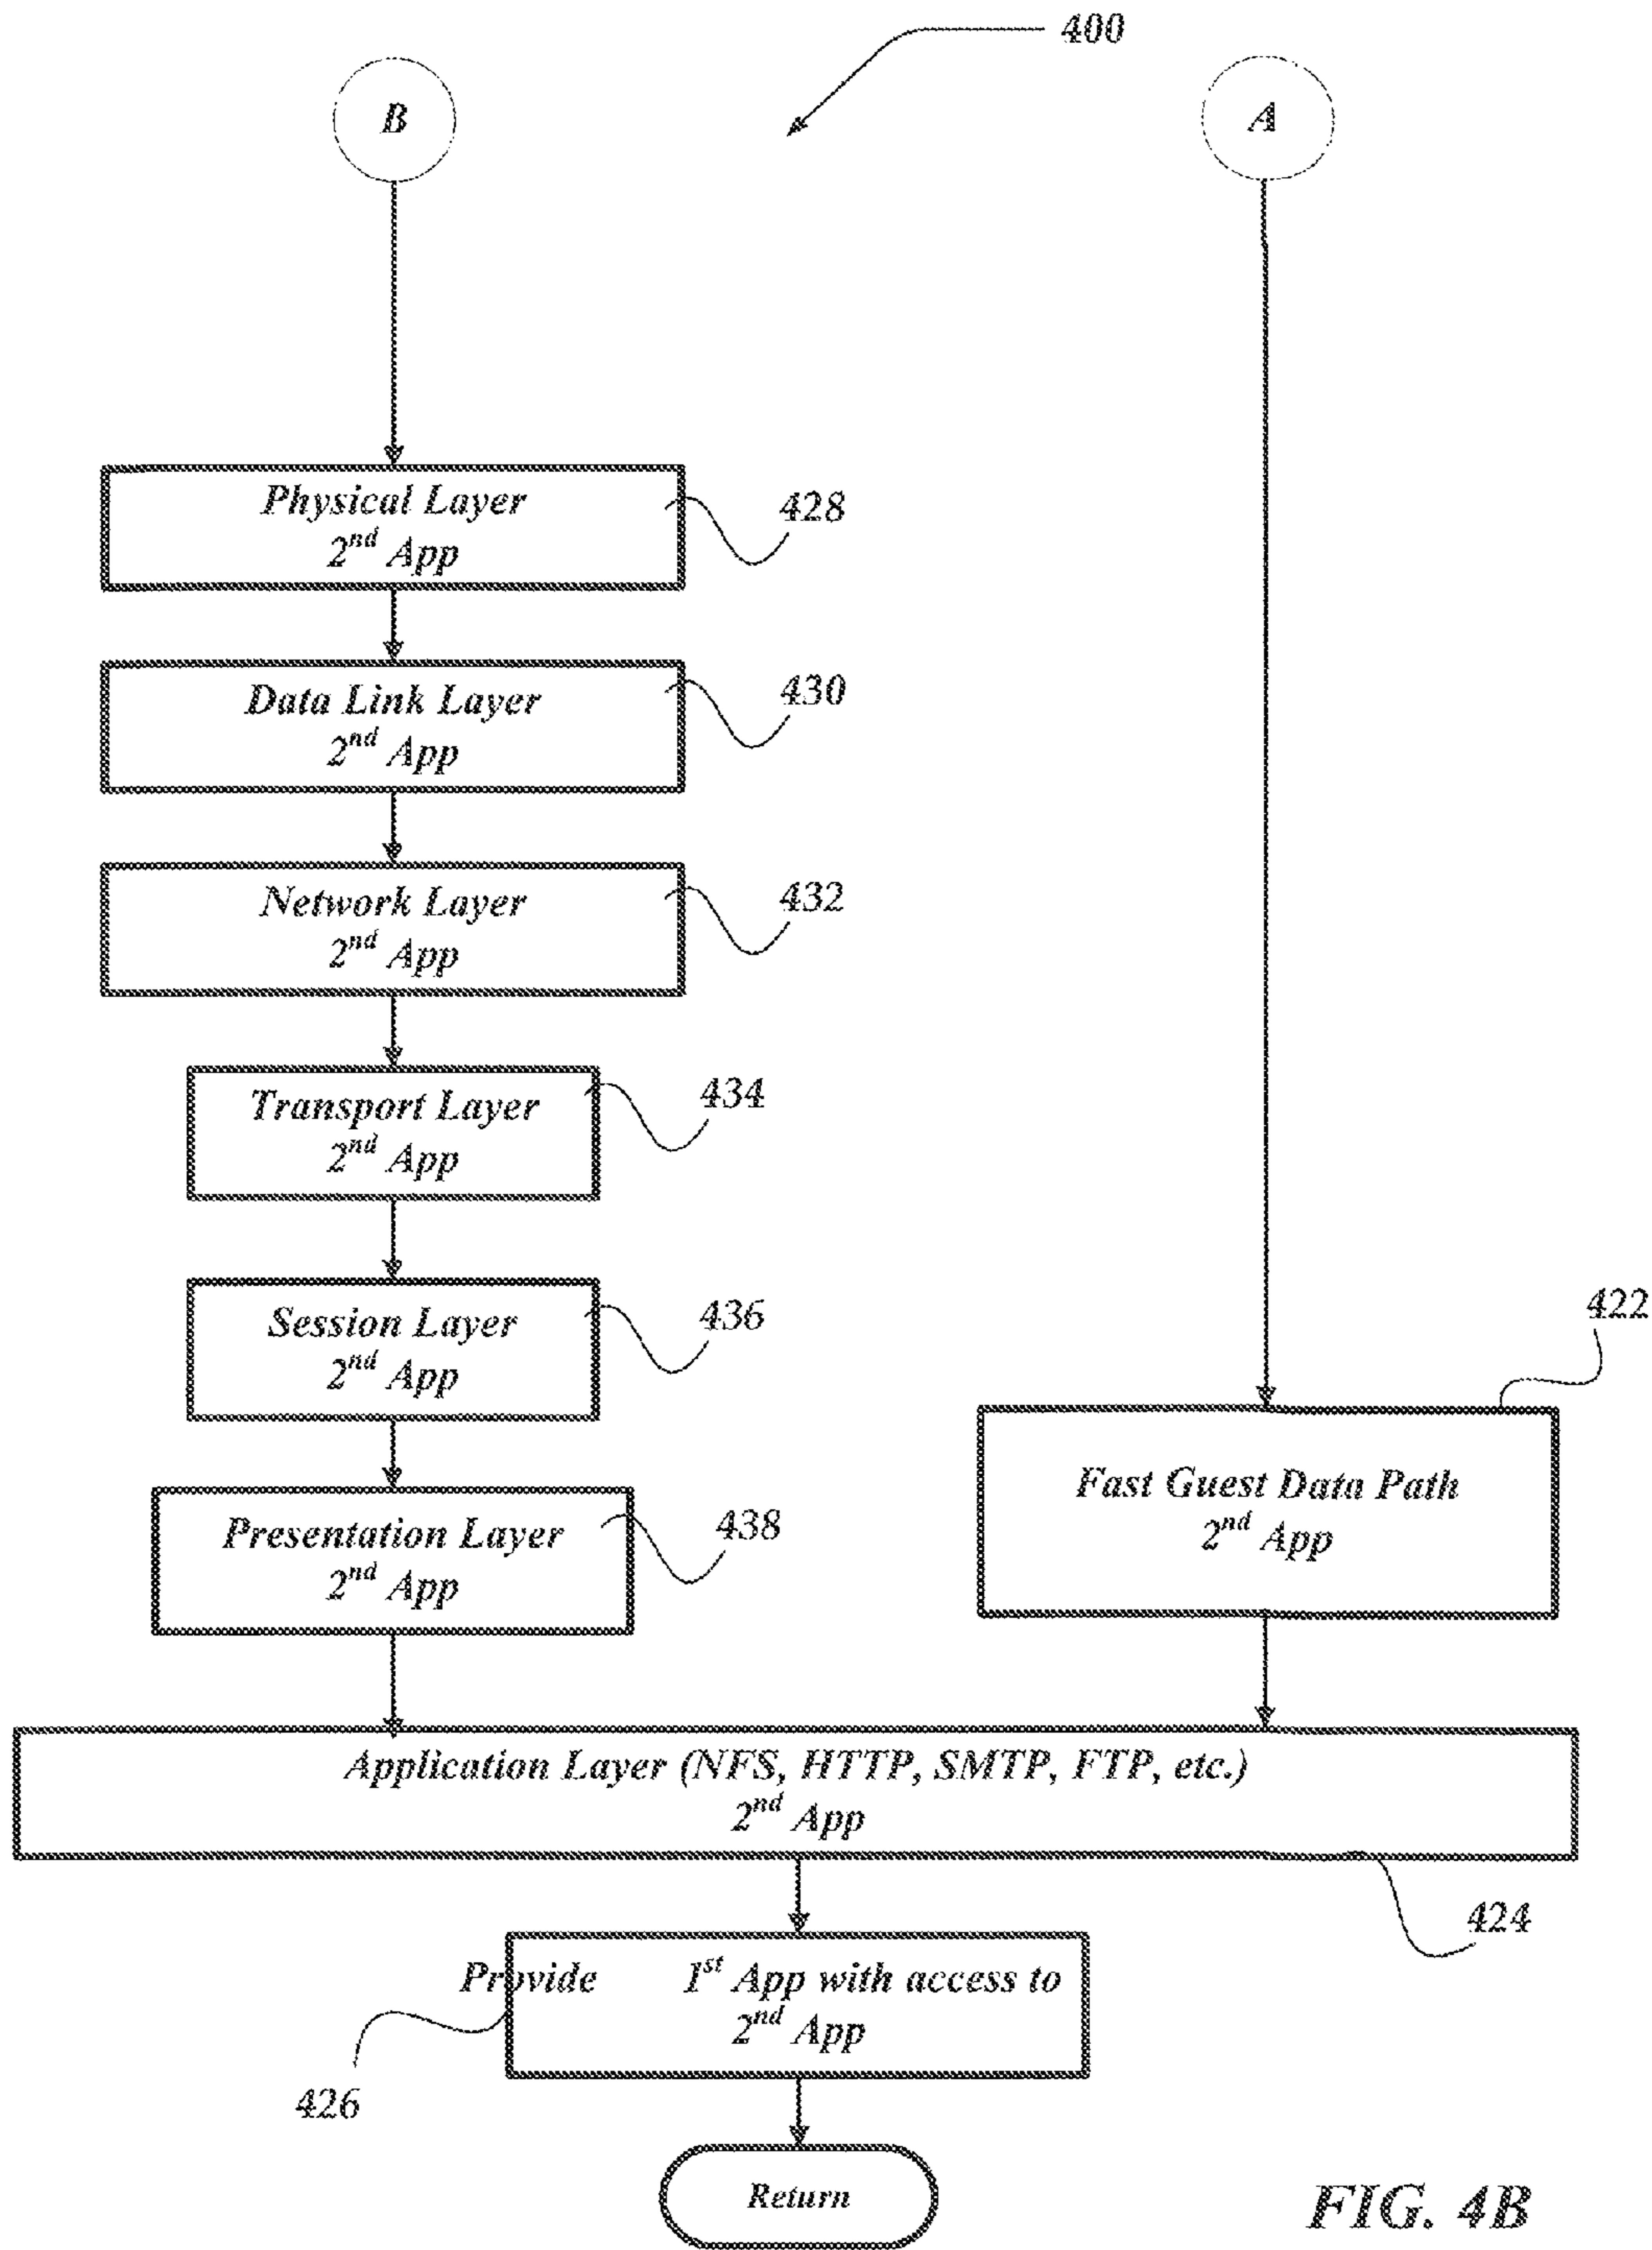 400
B
A
Physical Layer
2nd App
428
Data Link Layer
2nd App
430
Network Layer
2nd App
432
Transport Layer
2nd App
434
Session Layer
2nd App
436
422
Fast Guest Data Path
2nd App
Presentation Layer
2nd App
438
Application Layer (NFS, HTTP, SMTP, FTP, etc.)
2nd App
424
Provide 1st App with access to
2nd App
426
Return
FIG. 4B